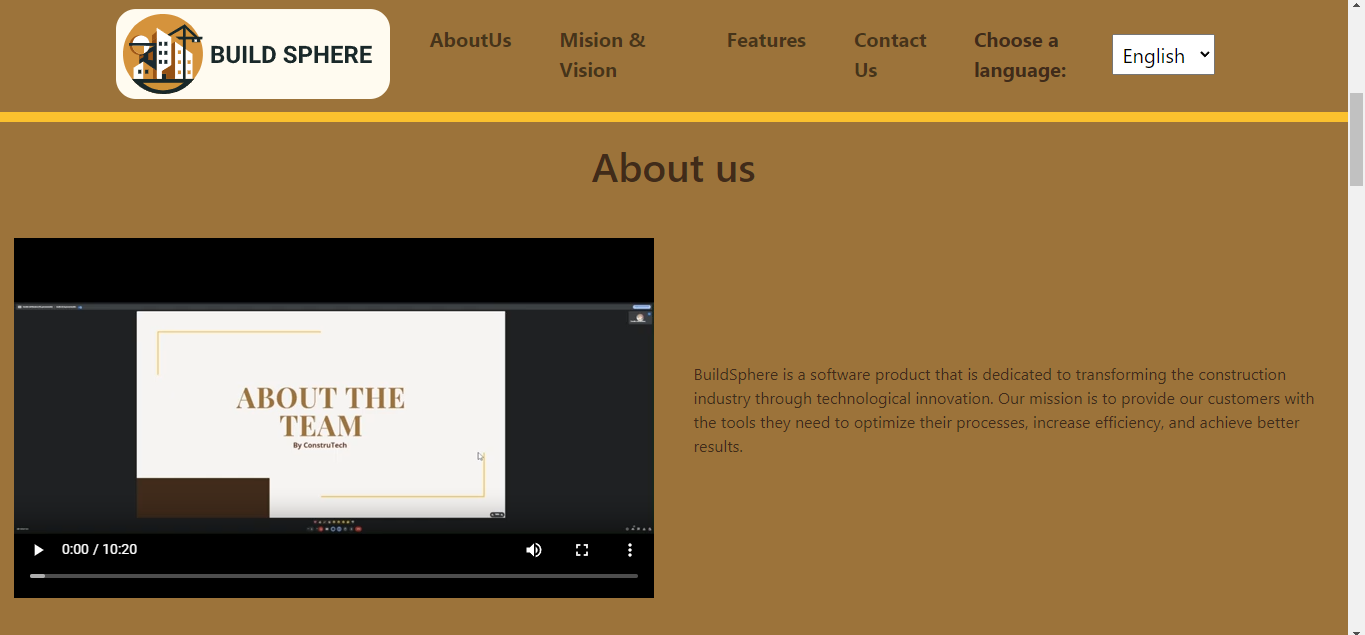 BUILD SPHERE
AboutUs
Mision &
Vision
Features
Contact
Us
Choose a
language:
English
About us
ABOUT THE
TEAM
By ConstruTech
0:00 / 10:20
BuildSphere is a software product that is dedicated to transforming the construction
industry through technological innovation. Our mission is to provide our customers with
the tools they need to optimize their processes, increase efficiency, and achieve better
results.